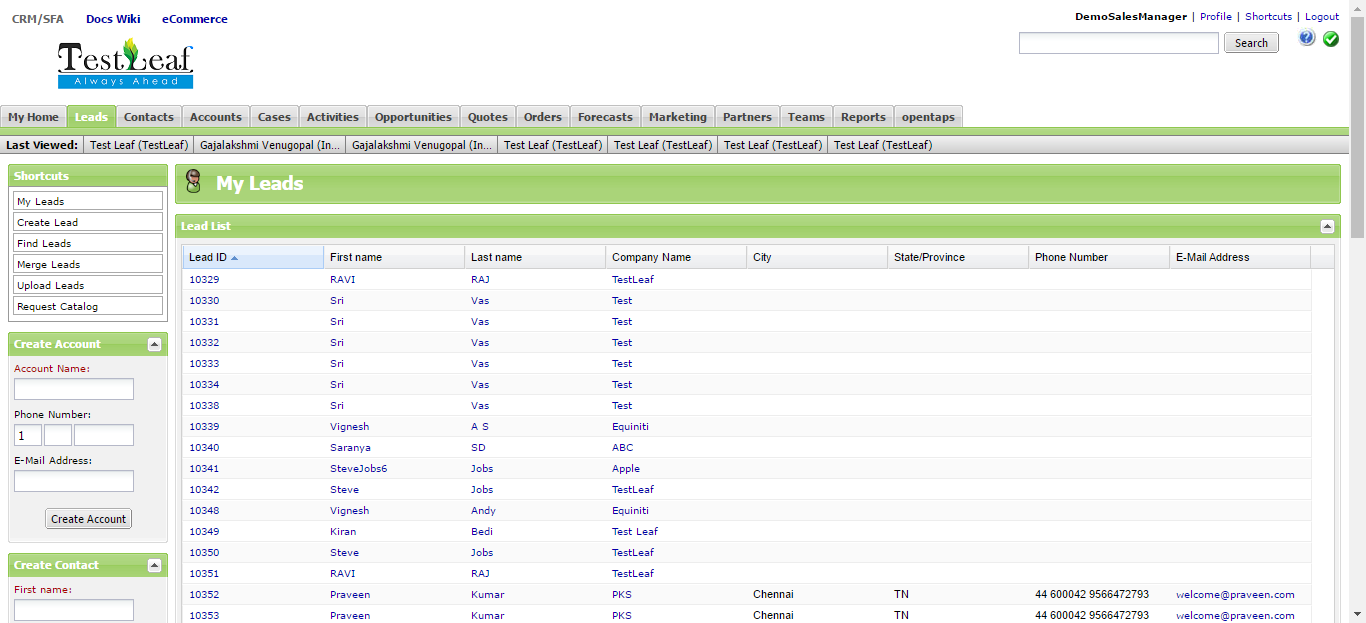 CRM/SFA Docs Wiki eCommerce
DemoSalesManager | Profile | Shortcuts | Logout
TestLeaf
Always Ahead
Search
My Home Leads Contacts Accounts Cases Activities Opportunities Quotes Orders Forecasts Marketing Partners Teams Reports opentaps
Last Viewed: Test Leaf (TestLeaf) Gajalakshmi Venugopal (In... Gajalakshmi Venugopal (In... Test Leaf (TestLeaf) Test Leaf (TestLeaf) Test Leaf (TestLeaf) Test Leaf (TestLeaf)
Shortcuts
My Leads
Create Lead
Find Leads
Merge Leads
Upload Leads
Request Catalog
Create Account
Account Name:
Phone Number:
1
E-Mail Address:
Create Account
Create Contact
First name:
My Leads
Lead List
Lead ID First name Last name Company Name City State/Province Phone Number E-Mail Address
10329 RAVI RAJ TestLeaf
10330 Sri Vas Test
10331 Sri Vas Test
10332 Sri Vas Test
10333 Sri Vas Test
10334 Sri Vas Test
10338 Sri Vas Test
10339 Vignesh A S Equiniti
10340 Saranya SD ABC
10341 SteveJobs6 Jobs Apple
10342 Steve Jobs TestLeaf
10348 Vignesh Andy Equiniti
10349 Kiran Bedi Test Leaf
10350 Steve Jobs TestLeaf
10351 RAVI RAJ TestLeaf
10352 Praveen Kumar PKS Chennai TN 44 600042 9566472793 welcome@praveen.com
10353 Praveen Kumar PKS Chennai TN 44 600042 9566472793 welcome@praveen.com